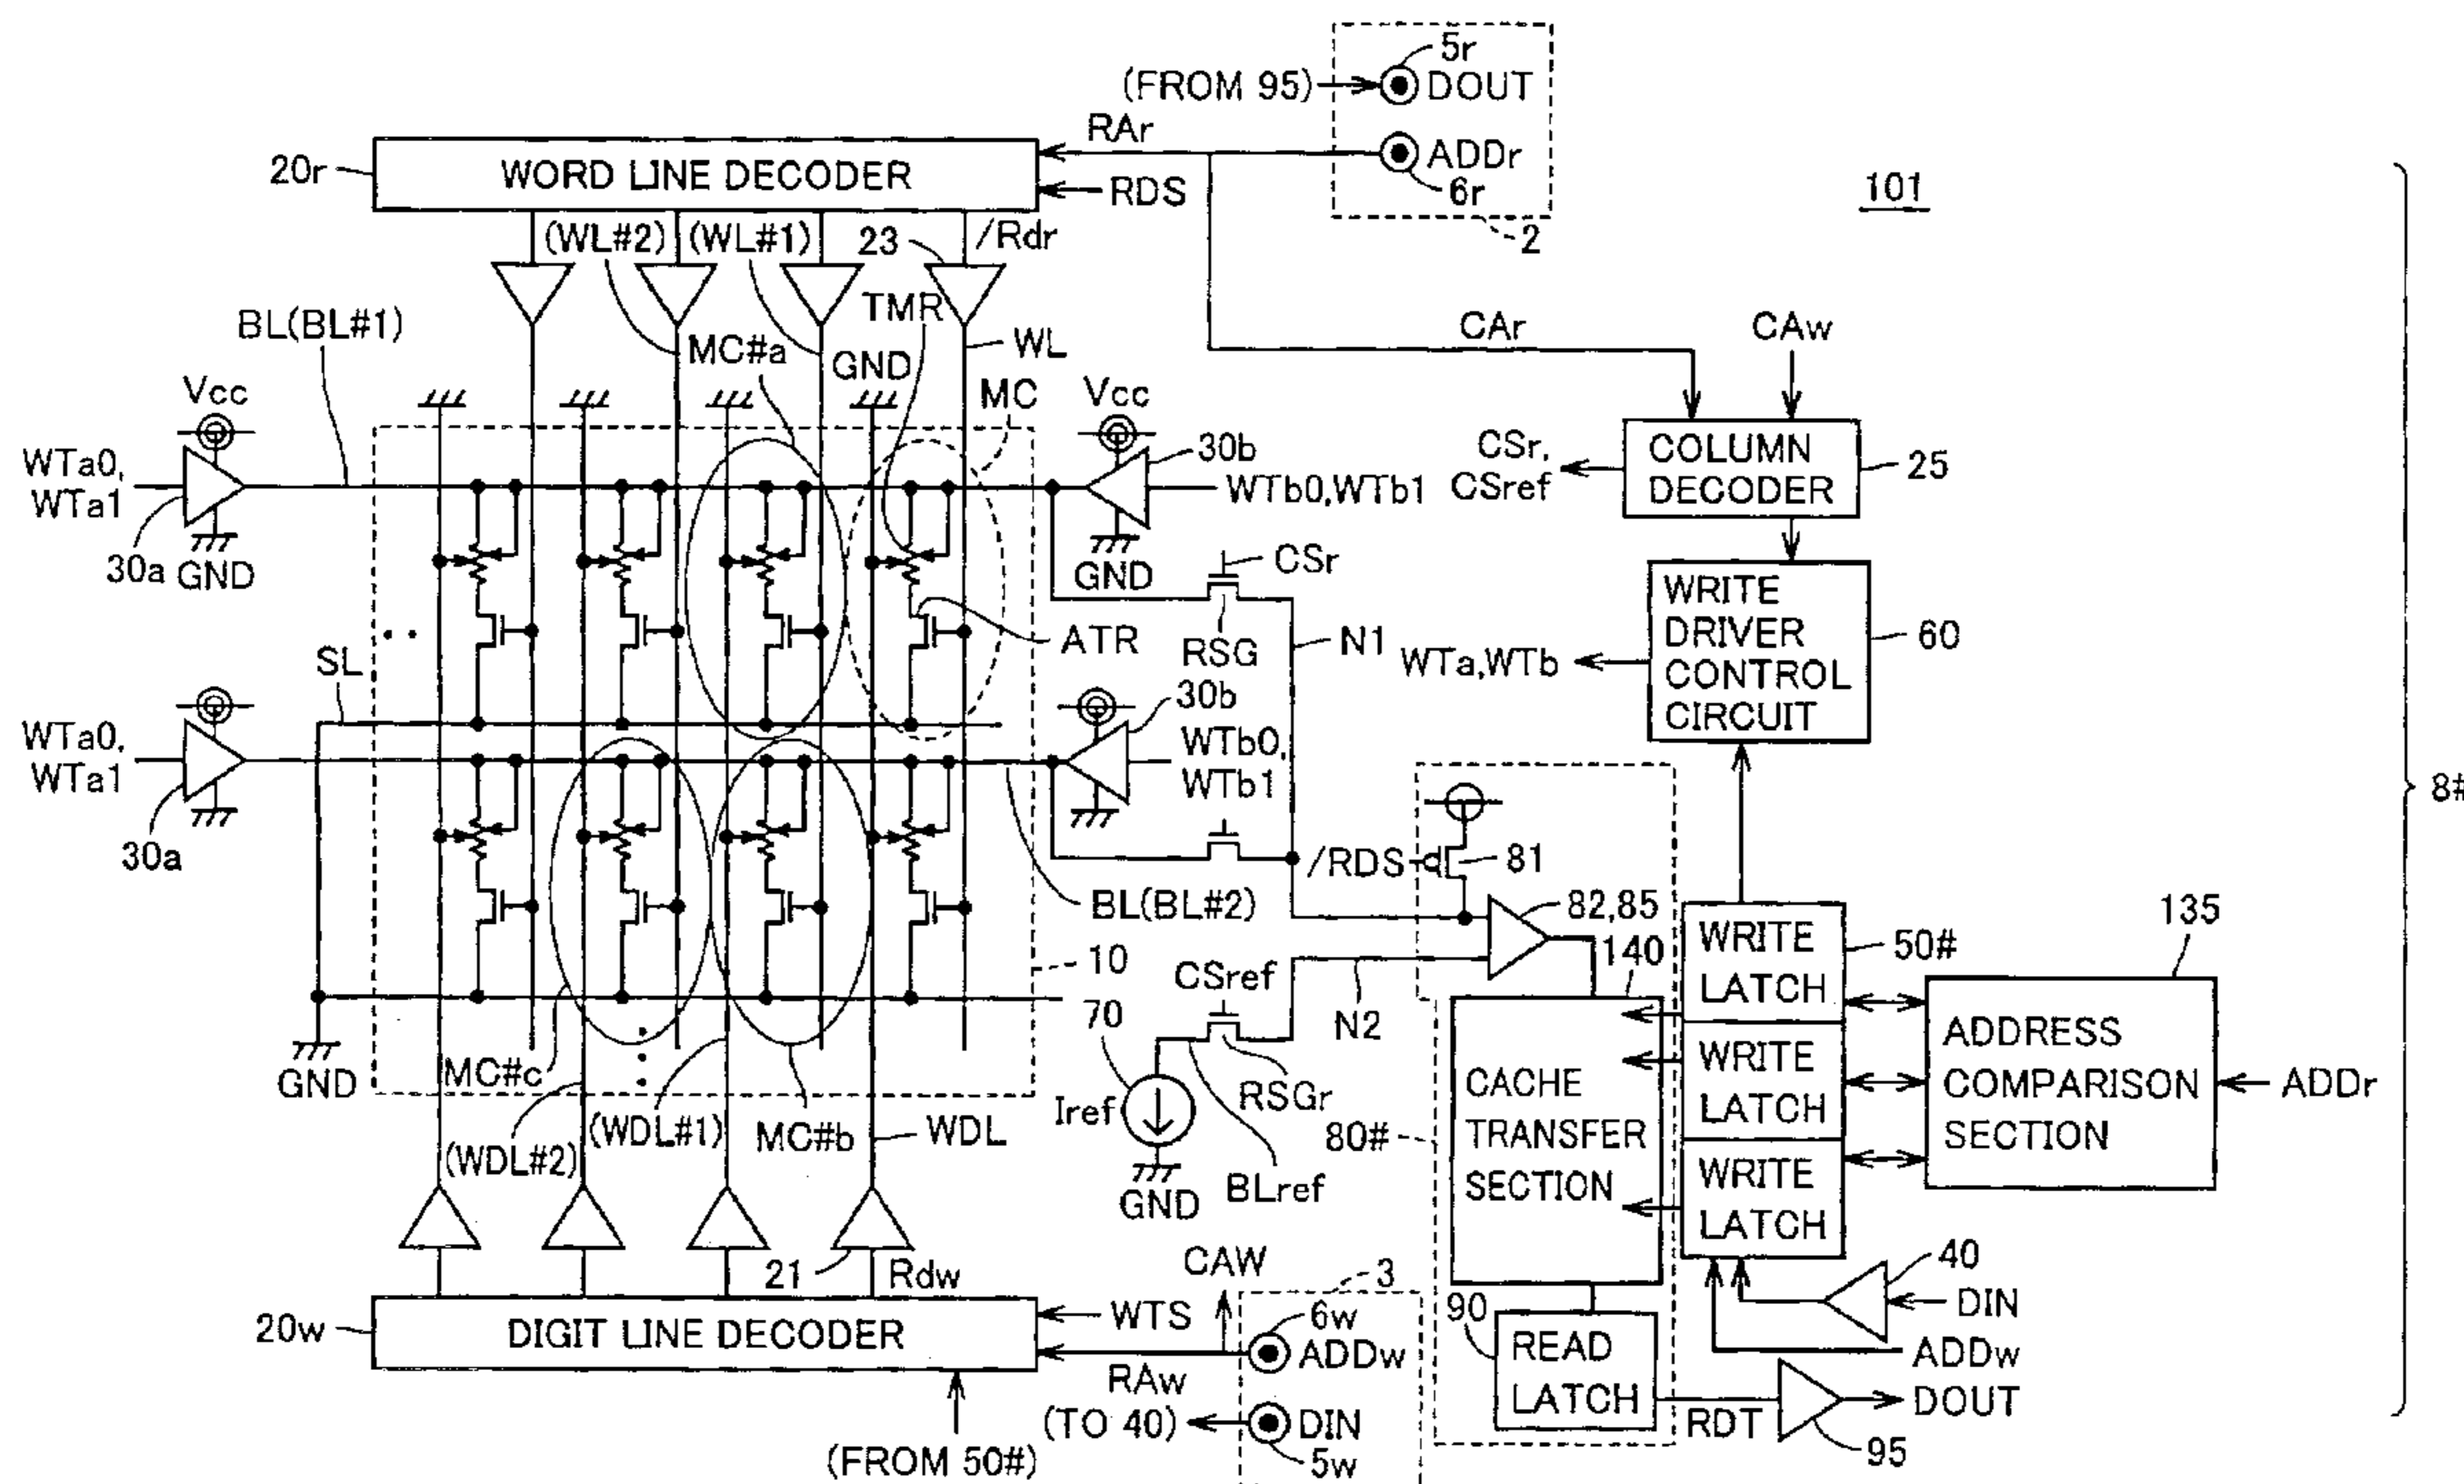 5r
(FROM 95)
DOUT
RAr
ADDr
6r
2
20r
WORD LINE DECODER
RDS
101
(WL#2)
(WL#1)
23
/Rdr
TMR
BL(BL#1)
MC#a
GND
WL
MC
CAr
CAw
Vcc
Vcc
WTa0,
WTa1
30b
WTb0,WTb1
CSr,
CSref
COLUMN
DECODER
25
30a
GND
GND
CSr
ATR
RSG
N1
WRITE
DRIVER
CONTROL
CIRCUIT
60
WTa,WTb
SL
30b
WTa0,
WTa1
WTb0,
WTb1
8#
30a
/RDS
81
BL(BL#2)
82,85
140
WRITE
LATCH
50#
135
10
CSref
70
N2
GND
MC#c
Iref
RSGr
CACHE
TRANSFER
SECTION
WRITE
LATCH
ADDRESS
COMPARISON
SECTION
ADDr
(WDL#2)
(WDL#1)
MC#b
WDL
GND
BLref
80#
WRITE
LATCH
21
Rdw
CAW
3
40
DIN
20w
DIGIT LINE DECODER
WTS
6w
ADDw
90
READ
LATCH
ADDw
RAw
(TO 40)
DIN
5w
RDT
DOUT
95
(FROM 50#)